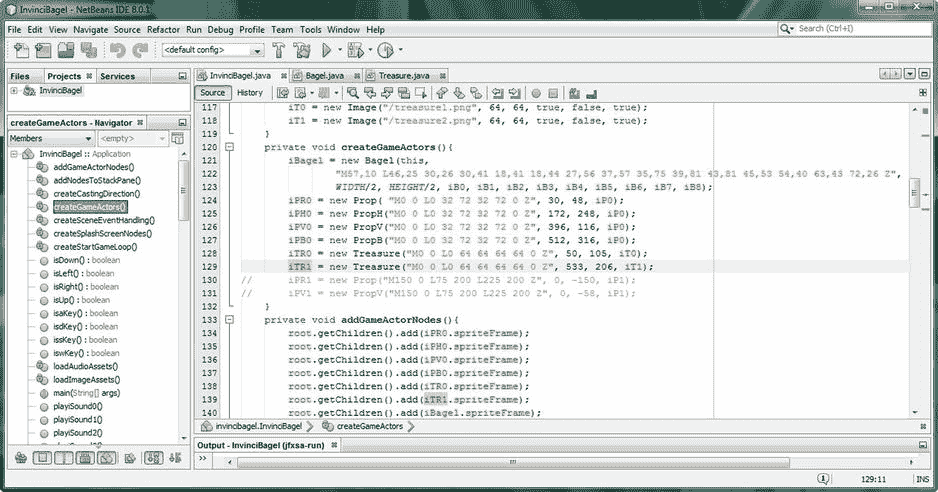 InvinciBagel - NetBeans IDE 8.0.1
File Edit View Navigate Source Refactor Run Debug Profile Team Tools Window Help
Search (Ctrl+I)
<default config>
Files Projects Services
InvinciBagel
createGameActors - Navigator
Members <empty>
InvinciBagel :: Application
addGameActorNodes()
addNodesToStackPane()
createCastingDirection()
createGameActors()
createSceneEventHandling()
createSplashScreenNodes()
createStartGameLoop()
isDown() : boolean
isLeft() : boolean
isRight() : boolean
isUp() : boolean
isaKey() : boolean
isdKey() : boolean
issKey() : boolean
iswKey() : boolean
loadAudioAssets()
loadImageAssets()
main(String[] args)
playiSound0()
playiSound1()
playiSound2()
InvinciBagel.java Bagel.java Treasure.java
Source History
117 iT0 = new Image("/treasure1.png", 64, 64, true, false, true);
118 iT1 = new Image("/treasure2.png", 64, 64, true, false, true);
119 }
120 private void createGameActors(){
121 iBagel = new Bagel(this,
122 "M57,10 L46,25 30,26 30,41 18,41 18,44 27,56 37,57 35,75 39,81 43,81 45,53 54,40 63,43 72,26 Z",
123 WIDTH/2, HEIGHT/2, iB0, iB1, iB2, iB3, iB4, iB5, iB6, iB7, iB8);
124 iPR0 = new Prop( "M0 0 L0 32 72 32 72 0 Z", 30, 48, iP0);
125 iPH0 = new PropH("M0 0 L0 32 72 32 72 0 Z", 172, 248, iP0);
126 iPV0 = new PropV("M0 0 L0 32 72 32 72 0 Z", 396, 116, iP0);
127 iPB0 = new PropB("M0 0 L0 32 72 32 72 0 Z", 512, 316, iP0);
128 iTR0 = new Treasure("M0 0 L0 64 64 64 64 0 Z", 50, 105, iT0);
129 iTR1 = new Treasure("M0 0 L0 64 64 64 64 0 Z", 533, 206, iT1);
130 // iPR1 = new Prop("M150 0 L75 200 L225 200 Z", 0, -150, iP1);
131 // iPV1 = new PropV("M150 0 L75 200 L225 200 Z", 0, -58, iP1);
132 }
133 private void addGameActorNodes(){
134 root.getChildren().add(iPR0.spriteFrame);
135 root.getChildren().add(iPH0.spriteFrame);
136 root.getChildren().add(iPV0.spriteFrame);
137 root.getChildren().add(iPB0.spriteFrame);
138 root.getChildren().add(iTR0.spriteFrame);
139 root.getChildren().add(iTR1.spriteFrame);
140 root.getChildren().add(iBagel.spriteFrame);
invincibagel.InvinciBagel createGameActors
Output - InvinciBagel (jfxsa-run)
129:11 INS